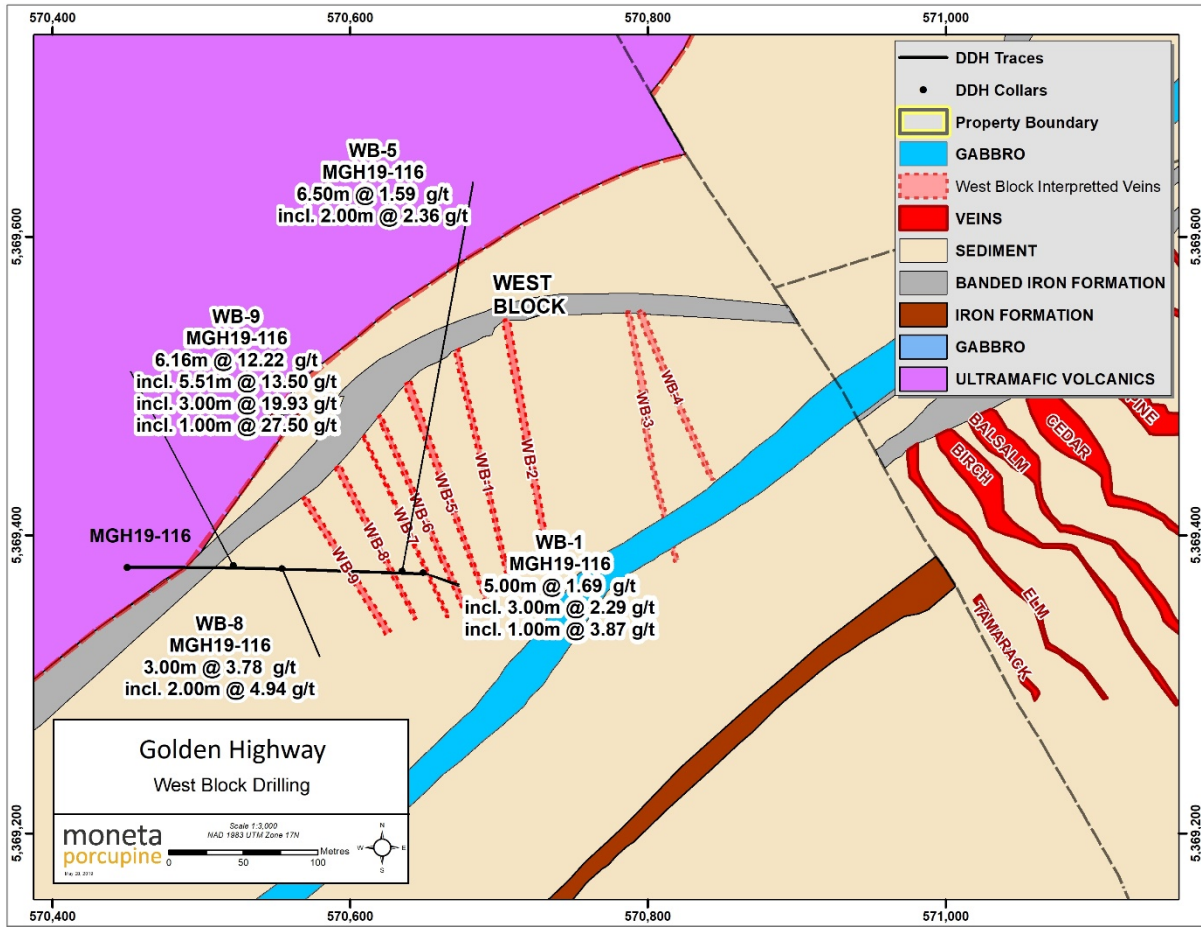 570,400
570,600
570,800
571,000
DDH Traces
DDH Collars
Property Boundary
GABBRO
West Block Interpretted Veins
VEINS
SEDIMENT
BANDED IRON FORMATION
IRON FORMATION
GABBRO
ULTRAMAFIC VOLCANICS
WB-5
MGH19-116
6.50m @ 1.59 g/t
incl. 2.00m @ 2.36 g/t
5,369,600
5,369,600
WEST
BLOCK
WB-9
MGH19-116
6.16m @ 12.22 g/t
incl. 5.51m @ 13.50 g/t
incl. 3.00m @ 19.93 g/t
incl. 1.00m @ 27.50 g/t
WB-9
WB-8
WB-7
WB-6
WB-5
WB-1
WB-2
WB-3
WB-4
PINE
CEDAR
BALSALM
BIRCH
ELM
TAMARACK
5,369,400
5,369,400
MGH19-116
WB-1
MGH19-116
5.00m @ 1.69 g/t
incl. 3.00m @ 2.29 g/t
incl. 1.00m @ 3.87 g/t
WB-8
MGH19-116
3.00m @ 3.78 g/t
incl. 2.00m @ 4.94 g/t
Golden Highway
West Block Drilling
moneta
porcupine
May 28, 2019
Scale 1:3,000
NAD 1983 UTM Zone 17N
Metres
0 50 100
N
W E
S
5,369,200
5,369,200
570,400
570,600
570,800
571,000